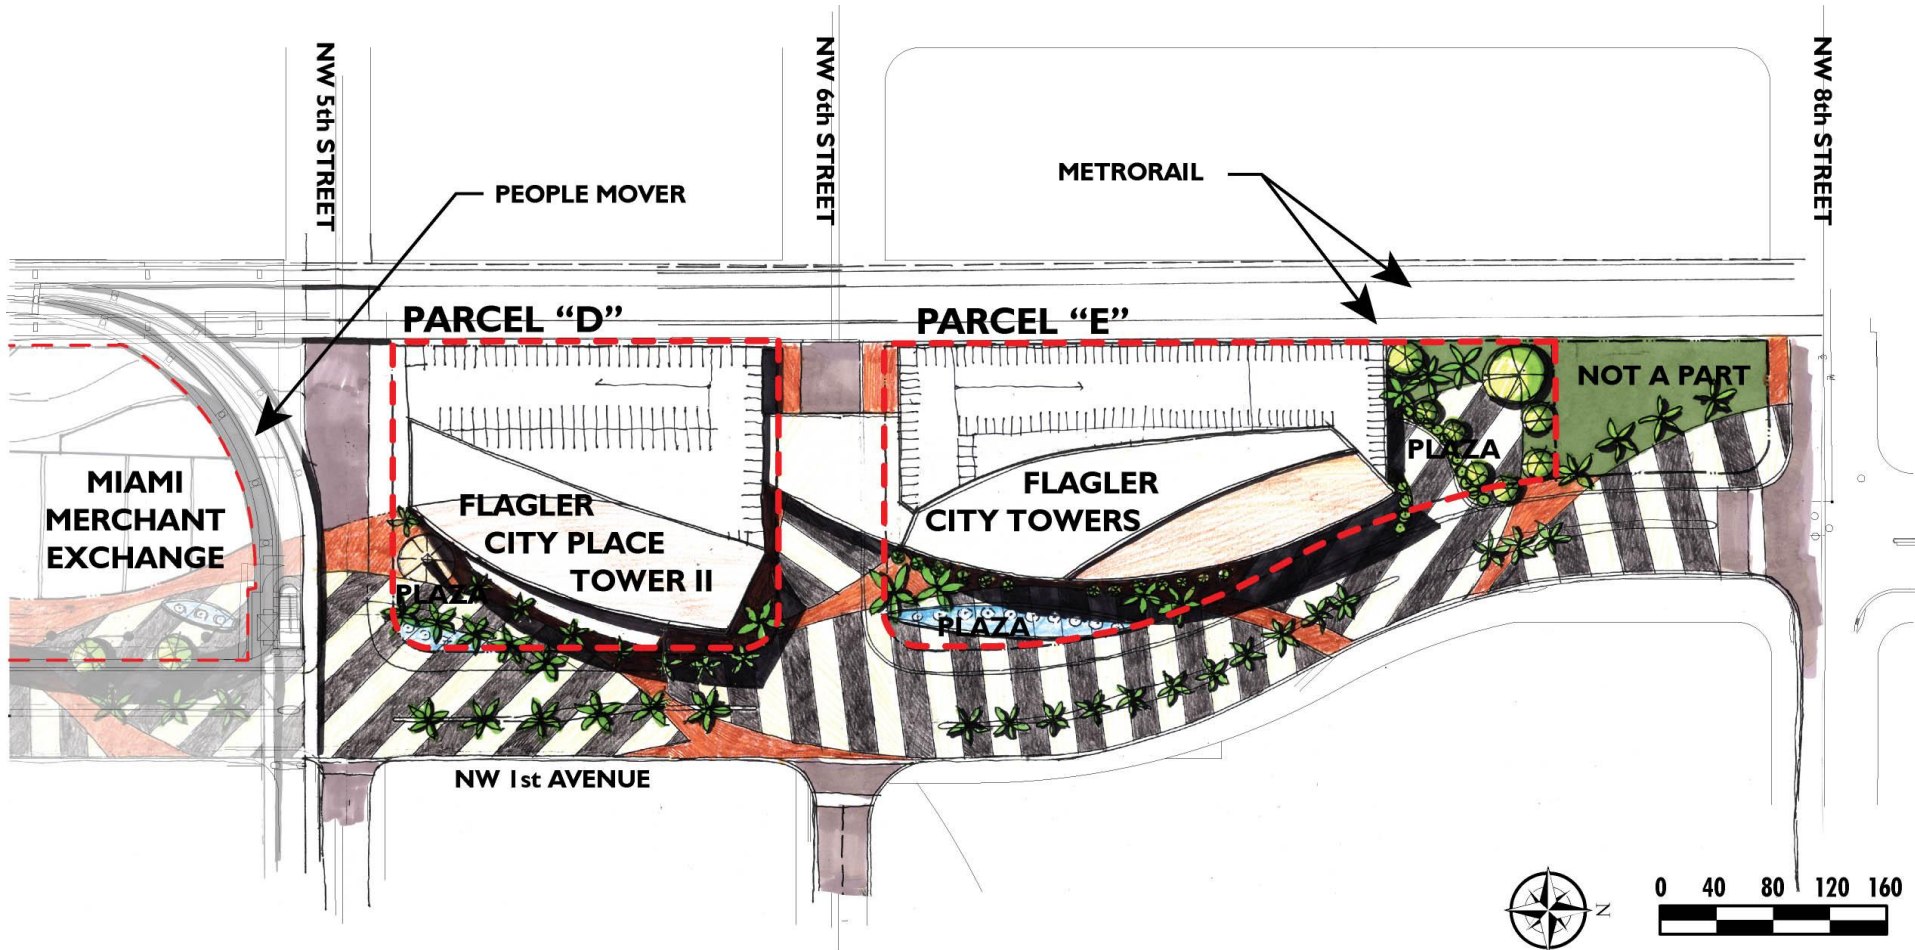 NW 5th STREET
NW 6th STREET
NW 8th STREET
PEOPLE MOVER
METRORAIL
PARCEL “D”
PARCEL “E”
NOT A PART
PLAZA
MIAMI
MERCHANT
EXCHANGE
FLAGLER
CITY PLACE
TOWER II
FLAGLER
CITY TOWERS
PLAZA
PLAZA
NW 1st AVENUE
N
0 40 80 120 160